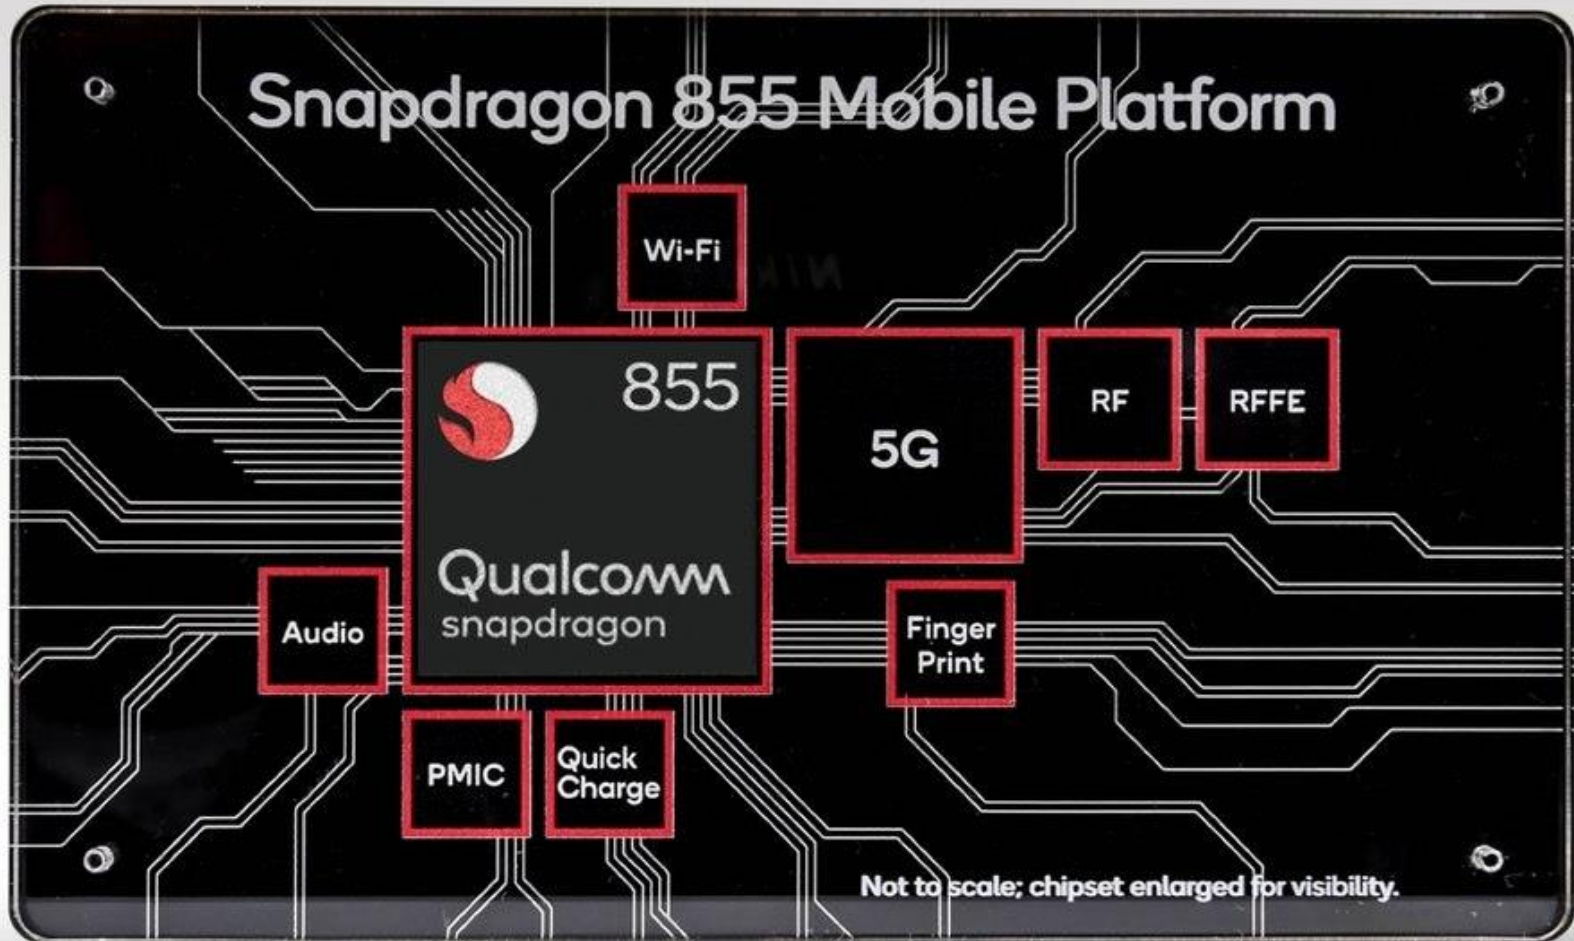 Snapdragon 855 Mobile Platform
Wi-Fi
855
5G
RF
RFFE
Qualcomm
snapdragon
Audio
Finger
Print
PMIC
Quick
Charge
Not to scale; chipset enlarged for visibility.